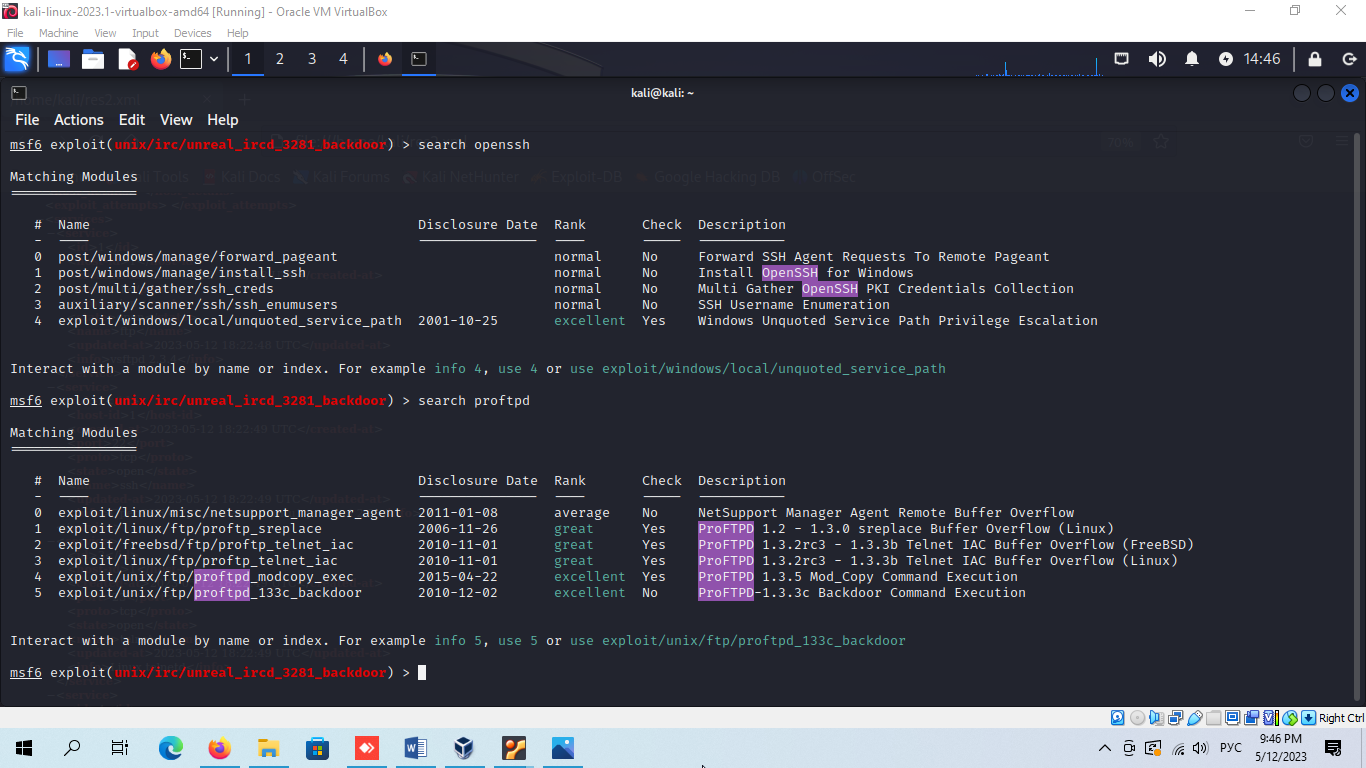 kali-linux-2023.1-virtualbox-amd64 [Running] - Oracle VM VirtualBox
File Machine View Input Devices Help
1 2 3 4 14:46
kali@kali: ~
File Actions Edit View Help
msf6 exploit(unix/irc/unreal_ircd_3281_backdoor) > search openssh
Matching Modules
# Name Disclosure Date Rank Check Description
0 post/windows/manage/forward_pageant normal No Forward SSH Agent Requests To Remote Pageant
1 post/windows/manage/install_ssh normal No Install OpenSSH for Windows
2 post/multi/gather/ssh_creds normal No Multi Gather OpenSSH PKI Credentials Collection
3 auxiliary/scanner/ssh/ssh_enumusers normal No SSH Username Enumeration
4 exploit/windows/local/unquoted_service_path 2001-10-25 excellent Yes Windows Unquoted Service Path Privilege Escalation
Interact with a module by name or index. For example info 4, use 4 or use exploit/windows/local/unquoted_service_path
msf6 exploit(unix/irc/unreal_ircd_3281_backdoor) > search proftpd
Matching Modules
# Name Disclosure Date Rank Check Description
0 exploit/linux/misc/netsupport_manager_agent 2011-01-08 average No NetSupport Manager Agent Remote Buffer Overflow
1 exploit/linux/ftp/proftp_sreplace 2006-11-26 great Yes ProFTPD 1.2 - 1.3.0 sreplace Buffer Overflow (Linux)
2 exploit/freebsd/ftp/proftp_telnet_iac 2010-11-01 great Yes ProFTPD 1.3.2rc3 - 1.3.3b Telnet IAC Buffer Overflow (FreeBSD)
3 exploit/linux/ftp/proftp_telnet_iac 2010-11-01 great Yes ProFTPD 1.3.2rc3 - 1.3.3b Telnet IAC Buffer Overflow (Linux)
4 exploit/unix/ftp/proftpd_modcopy_exec 2015-04-22 excellent Yes ProFTPD 1.3.5 Mod_Copy Command Execution
5 exploit/unix/ftp/proftpd_133c_backdoor 2010-12-02 excellent No ProFTPD-1.3.3c Backdoor Command Execution
Interact with a module by name or index. For example info 5, use 5 or use exploit/unix/ftp/proftpd_133c_backdoor
msf6 exploit(unix/irc/unreal_ircd_3281_backdoor) >
Right Ctrl
РУС 9:46 PM
5/12/2023